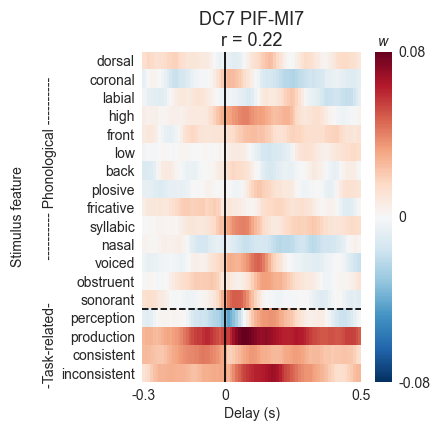 DC7 PIF-MI7
r = 0.22
w
Stimulus feature
---------- Phonological ----------
-Task-related-
dorsal
coronal
labial
high
front
low
back
plosive
fricative
syllabic
nasal
voiced
obstruent
sonorant
perception
production
consistent
inconsistent
0.08
0
-0.08
-0.3
0
0.5
Delay (s)